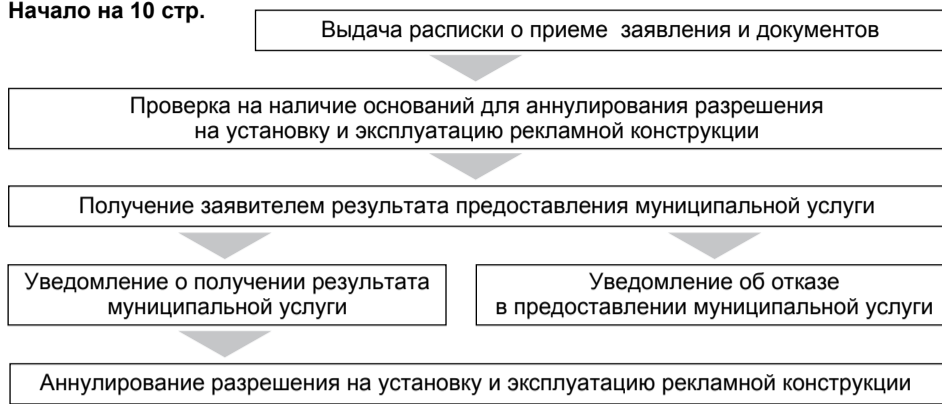 Начало на 10 стр.
Выдача расписки о приеме заявления и документов
Проверка на наличие оснований для аннулирования разрешения
на установку и эксплуатацию рекламной конструкции
Получение заявителем результата предоставления муниципальной услуги
Уведомление о получении результата
муниципальной услуги
Уведомление об отказе
в предоставлении муниципальной услуги
Аннулирование разрешения на установку и эксплуатацию рекламной конструкции